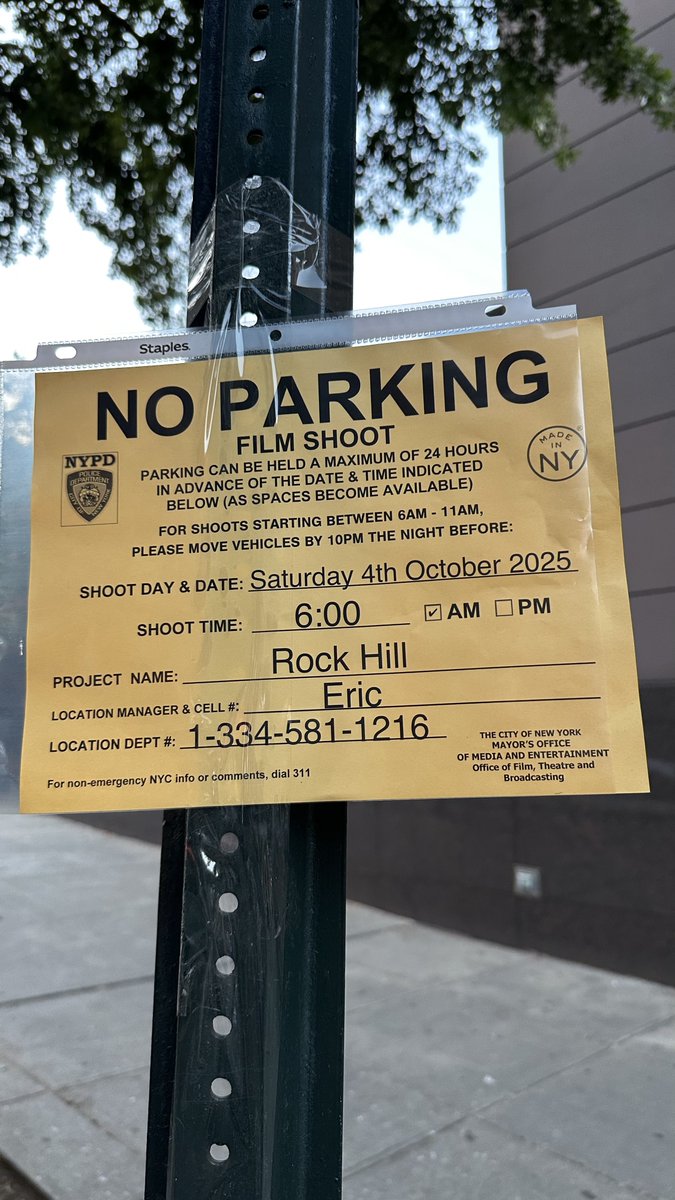 Staples.
NO PARKING
FILM SHOOT
NYPD
POLICE
DEPARTMENT
CITY OF NEW YORK
MADE
IN
NY
®
PARKING CAN BE HELD A MAXIMUM OF 24 HOURS
IN ADVANCE OF THE DATE & TIME INDICATED
BELOW (AS SPACES BECOME AVAILABLE)
FOR SHOOTS STARTING BETWEEN 6AM - 11AM,
PLEASE MOVE VEHICLES BY 10PM THE NIGHT BEFORE:
SHOOT DAY & DATE: Saturday 4th October 2025
SHOOT TIME: 6:00 ☑ AM ☐ PM
PROJECT NAME: Rock Hill
LOCATION MANAGER & CELL #: Eric
LOCATION DEPT #: 1-334-581-1216
THE CITY OF NEW YORK
MAYOR'S OFFICE
OF MEDIA AND ENTERTAINMENT
Office of Film, Theatre and
Broadcasting
For non-emergency NYC info or comments, dial 311